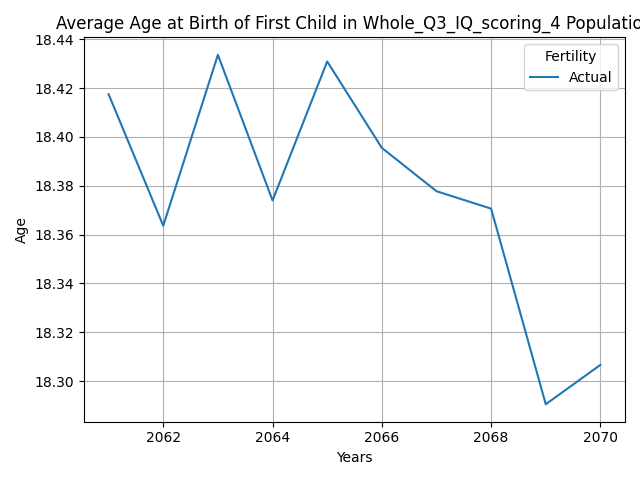 Average Age at Birth of First Child in Whole_Q3_IQ_scoring_4 Populatio
18.44
18.42
18.40
18.38
18.36
18.34
18.32
18.30
Age
Fertility
Actual
2062 2064 2066 2068 2070
Years